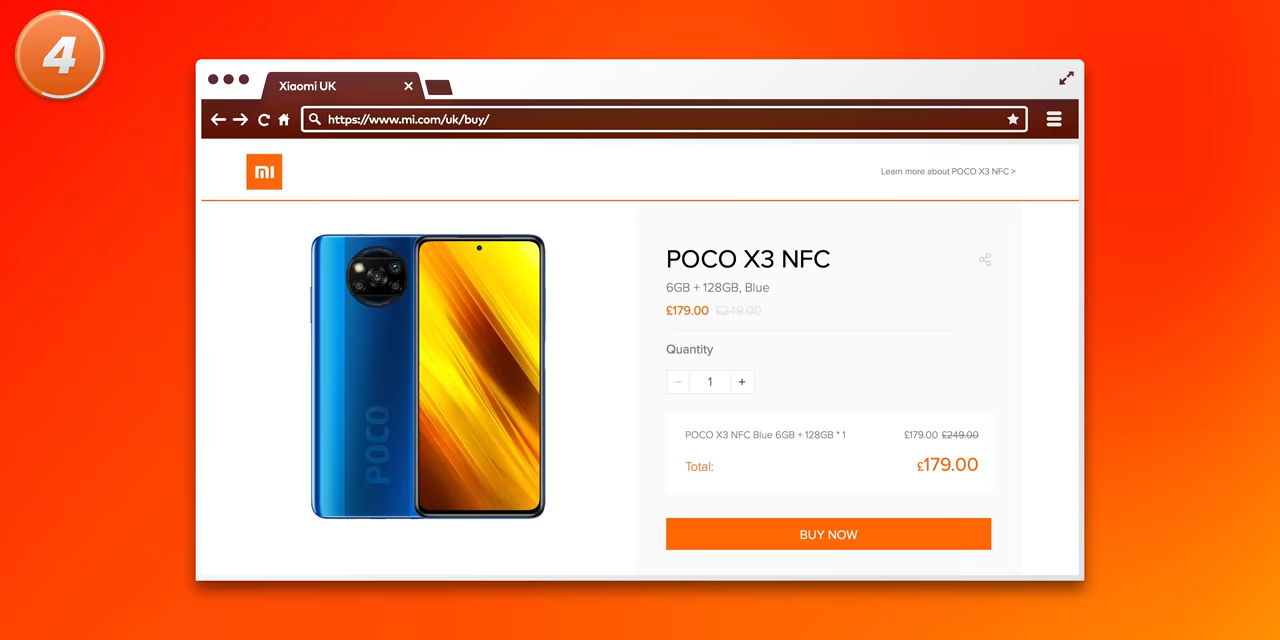 4
Xiaomi UK
https://www.mi.com/uk/buy/
mi
Learn more about POCO X3 NFC >
POCO X3 NFC
6GB + 128GB, Blue
£179.00 £249.00
Quantity
− 1 +
POCO X3 NFC Blue 6GB + 128GB * 1 £179.00 £249.00
Total: £179.00
BUY NOW
POCO